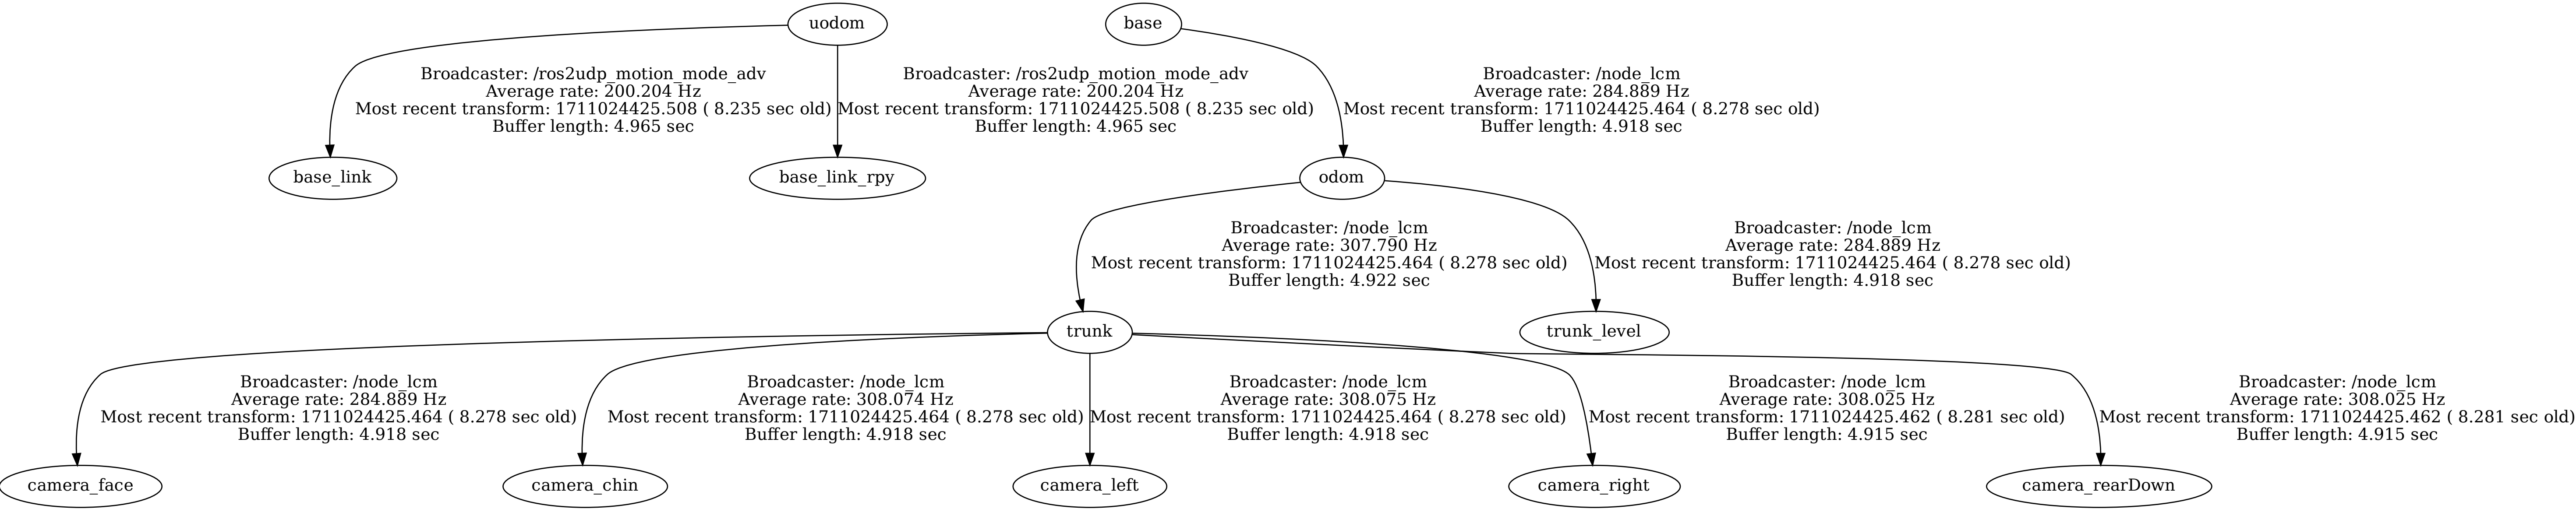 uodom
base
Broadcaster: /ros2udp_motion_mode_adv
Average rate: 200.204 Hz
Most recent transform: 1711024425.508 ( 8.235 sec old)
Buffer length: 4.965 sec
Broadcaster: /ros2udp_motion_mode_adv
Average rate: 200.204 Hz
Most recent transform: 1711024425.508 ( 8.235 sec old)
Buffer length: 4.965 sec
Broadcaster: /node_lcm
Average rate: 284.889 Hz
Most recent transform: 1711024425.464 ( 8.278 sec old)
Buffer length: 4.918 sec
base_link
base_link_rpy
odom
Broadcaster: /node_lcm
Average rate: 307.790 Hz
Most recent transform: 1711024425.464 ( 8.278 sec old)
Buffer length: 4.922 sec
Broadcaster: /node_lcm
Average rate: 284.889 Hz
Most recent transform: 1711024425.464 ( 8.278 sec old)
Buffer length: 4.918 sec
trunk
trunk_level
Broadcaster: /node_lcm
Average rate: 284.889 Hz
Most recent transform: 1711024425.464 ( 8.278 sec old)
Buffer length: 4.918 sec
Broadcaster: /node_lcm
Average rate: 308.074 Hz
Most recent transform: 1711024425.464 ( 8.278 sec old)
Buffer length: 4.918 sec
Broadcaster: /node_lcm
Average rate: 308.075 Hz
Most recent transform: 1711024425.464 ( 8.278 sec old)
Buffer length: 4.918 sec
Broadcaster: /node_lcm
Average rate: 308.025 Hz
Most recent transform: 1711024425.462 ( 8.281 sec old)
Buffer length: 4.915 sec
Broadcaster: /node_lcm
Average rate: 308.025 Hz
Most recent transform: 1711024425.462 ( 8.281 sec old)
Buffer length: 4.915 sec
camera_face
camera_chin
camera_left
camera_right
camera_rearDown